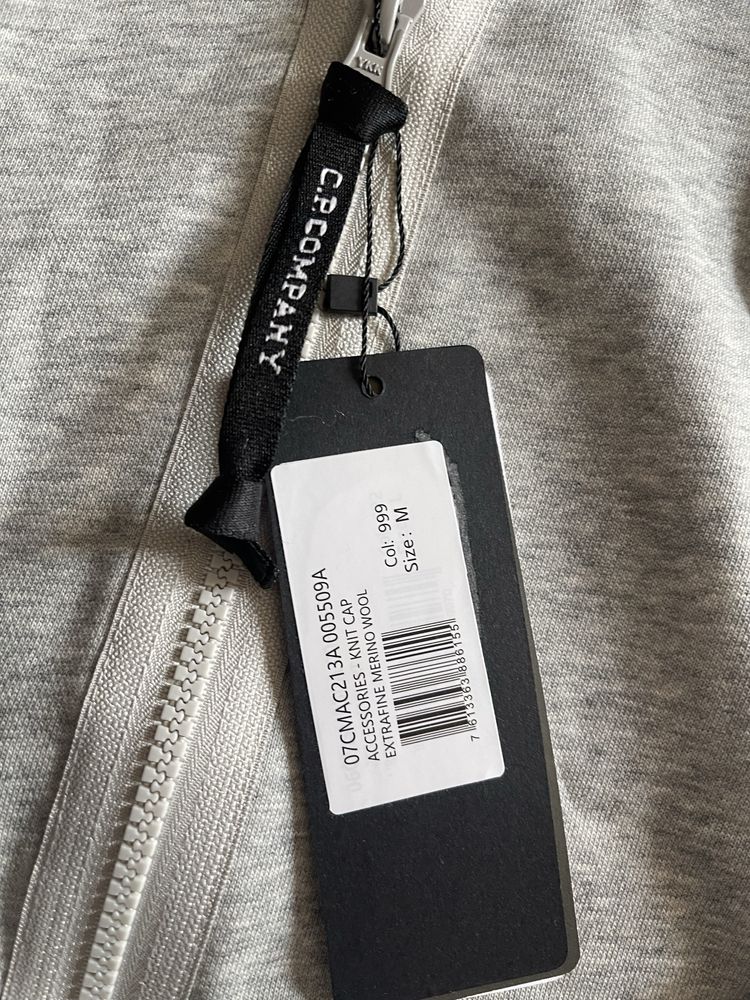 YKK
C.P.COMPANY
07CMAC213A 005509A
ACCESSORIES - KNIT CAP
EXTRAFINE MERINO WOOL
Col: 999
Size: M
7 613363 886155